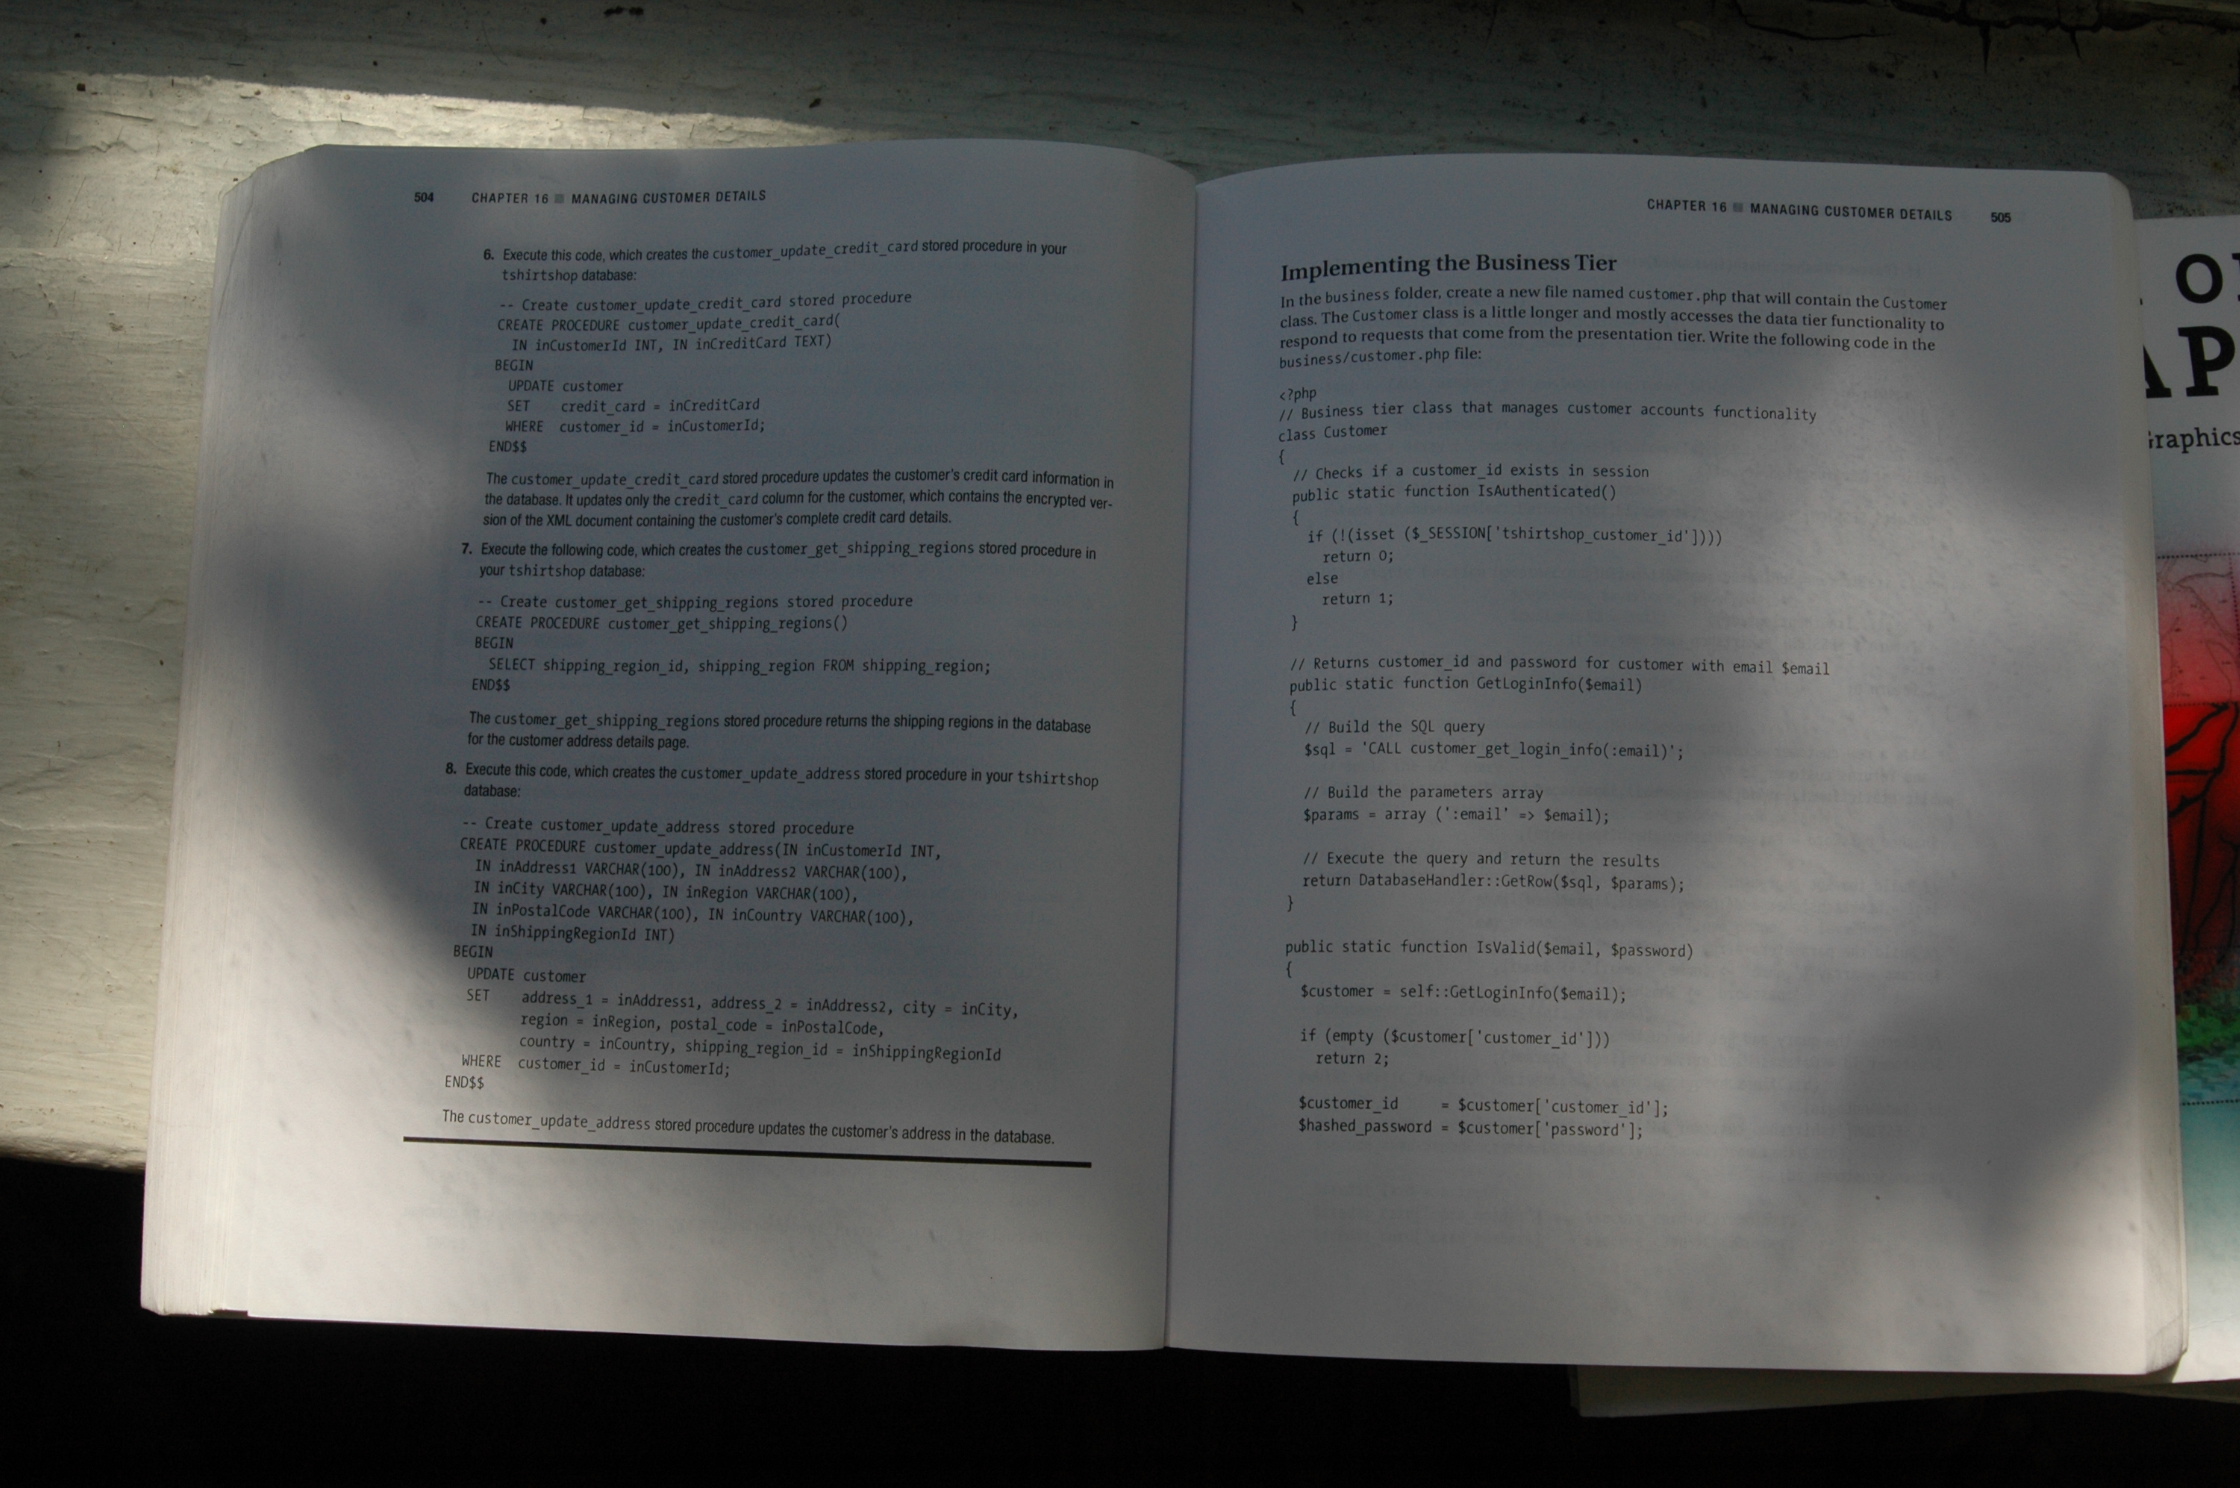 504 CHAPTER 16 ■ MANAGING CUSTOMER DETAILS
6. Execute this code, which creates the customer_update_credit_card stored procedure in your
tshirtshop database:
-- Create customer_update_credit_card stored procedure
CREATE PROCEDURE customer_update_credit_card(
IN inCustomerId INT, IN inCreditCard TEXT)
BEGIN
UPDATE customer
SET credit_card = inCreditCard
WHERE customer_id = inCustomerId;
END$$
The customer_update_credit_card stored procedure updates the customer's credit card information in
the database. It updates only the credit_card column for the customer, which contains the encrypted ver-
sion of the XML document containing the customer's complete credit card details.
7. Execute the following code, which creates the customer_get_shipping_regions stored procedure in
your tshirtshop database:
-- Create customer_get_shipping_regions stored procedure
CREATE PROCEDURE customer_get_shipping_regions()
BEGIN
SELECT shipping_region_id, shipping_region FROM shipping_region;
END$$
The customer_get_shipping_regions stored procedure returns the shipping regions in the database
for the customer address details page.
8. Execute this code, which creates the customer_update_address stored procedure in your tshirtshop
database:
-- Create customer_update_address stored procedure
CREATE PROCEDURE customer_update_address(IN inCustomerId INT,
IN inAddress1 VARCHAR(100), IN inAddress2 VARCHAR(100),
IN inCity VARCHAR(100), IN inRegion VARCHAR(100),
IN inPostalCode VARCHAR(100), IN inCountry VARCHAR(100),
IN inShippingRegionId INT)
BEGIN
UPDATE customer
SET address_1 = inAddress1, address_2 = inAddress2, city = inCity,
region = inRegion, postal_code = inPostalCode,
country = inCountry, shipping_region_id = inShippingRegionId
WHERE customer_id = inCustomerId;
END$$
The customer_update_address stored procedure updates the customer's address in the database.
CHAPTER 16 ■ MANAGING CUSTOMER DETAILS 505
Implementing the Business Tier
In the business folder, create a new file named customer.php that will contain the Customer
class. The Customer class is a little longer and mostly accesses the data tier functionality to
respond to requests that come from the presentation tier. Write the following code in the
business/customer.php file:
<?php
// Business tier class that manages customer accounts functionality
class Customer
{
// Checks if a customer_id exists in session
public static function IsAuthenticated()
{
if (!(isset ($_SESSION['tshirtshop_customer_id'])))
return 0;
else
return 1;
}
// Returns customer_id and password for customer with email $email
public static function GetLoginInfo($email)
{
// Build the SQL query
$sql = 'CALL customer_get_login_info(:email)';
// Build the parameters array
$params = array (':email' => $email);
// Execute the query and return the results
return DatabaseHandler::GetRow($sql, $params);
}
public static function IsValid($email, $password)
{
$customer = self::GetLoginInfo($email);
if (empty ($customer['customer_id']))
return 2;
$customer_id = $customer['customer_id'];
$hashed_password = $customer['password'];